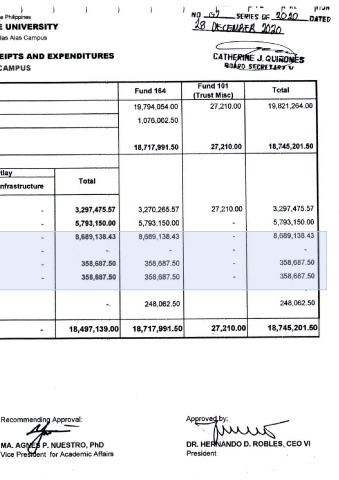 NO SERIES OF 2020 DATED
28 DECEMBER 2020
e Philippines
E UNIVERSITY
las Alas Campus
EIPTS AND EXPENDITURES
CAMPUS
CATHERINE J. QUIRONES
BOARD SECRETARY V
Fund 164 Fund 101 (Trust Misc) Total
19,794,054.00 27,210.00 19,821,264.00
1,076,062.50
18,717,991.50 27,210.00 18,745,201.50
tlay
nfrastructure Total
- 3,297,475.57 3,270,265.57 27,210.00 3,297,475.57
- 5,793,150.00 5,793,150.00 - 5,793,150.00
- 8,689,138.43 8,689,138.43 - 8,689,138.43
- - - - -
- 358,687.50 358,687.50 - 358,687.50
- 358,687.50 358,687.50 - 358,687.50
- 248,062.50 248,062.50
- 18,497,139.00 18,717,991.50 27,210.00 18,745,201.50
Recommending Approval: Approved by:
MA. AGNES P. NUESTRO, PhD DR. HERNANDO D. ROBLES, CEO VI
Vice President for Academic Affairs President